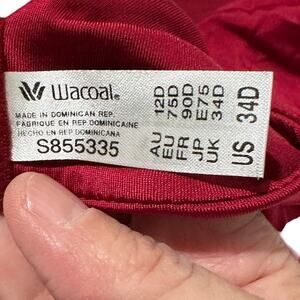 Wacoal®
MADE IN DOMINICAN REP.
FABRIQUE EN REP. DOMINICAINE
HECHO EN REP. DOMINICANA
S855335
AU 12D
EU 75D
FR 90D
JP E75
UK 34D
US 34D